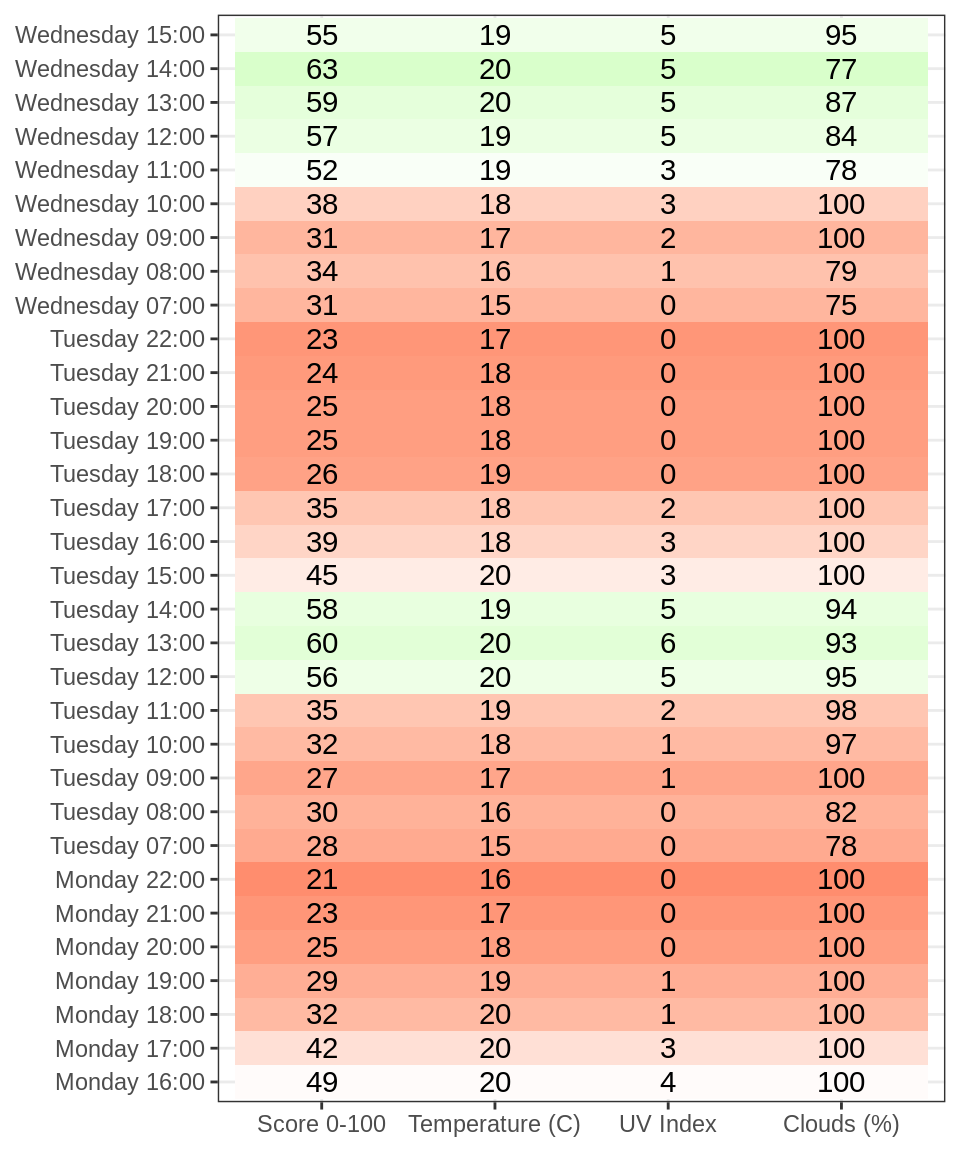 Wednesday 15:00 55 19 5 95
Wednesday 14:00 63 20 5 77
Wednesday 13:00 59 20 5 87
Wednesday 12:00 57 19 5 84
Wednesday 11:00 52 19 3 78
Wednesday 10:00 38 18 3 100
Wednesday 09:00 31 17 2 100
Wednesday 08:00 34 16 1 79
Wednesday 07:00 31 15 0 75
Tuesday 22:00 23 17 0 100
Tuesday 21:00 24 18 0 100
Tuesday 20:00 25 18 0 100
Tuesday 19:00 25 18 0 100
Tuesday 18:00 26 19 0 100
Tuesday 17:00 35 18 2 100
Tuesday 16:00 39 18 3 100
Tuesday 15:00 45 20 3 100
Tuesday 14:00 58 19 5 94
Tuesday 13:00 60 20 6 93
Tuesday 12:00 56 20 5 95
Tuesday 11:00 35 19 2 98
Tuesday 10:00 32 18 1 97
Tuesday 09:00 27 17 1 100
Tuesday 08:00 30 16 0 82
Tuesday 07:00 28 15 0 78
Monday 22:00 21 16 0 100
Monday 21:00 23 17 0 100
Monday 20:00 25 18 0 100
Monday 19:00 29 19 1 100
Monday 18:00 32 20 1 100
Monday 17:00 42 20 3 100
Monday 16:00 49 20 4 100
Score 0-100 Temperature (C) UV Index Clouds (%)